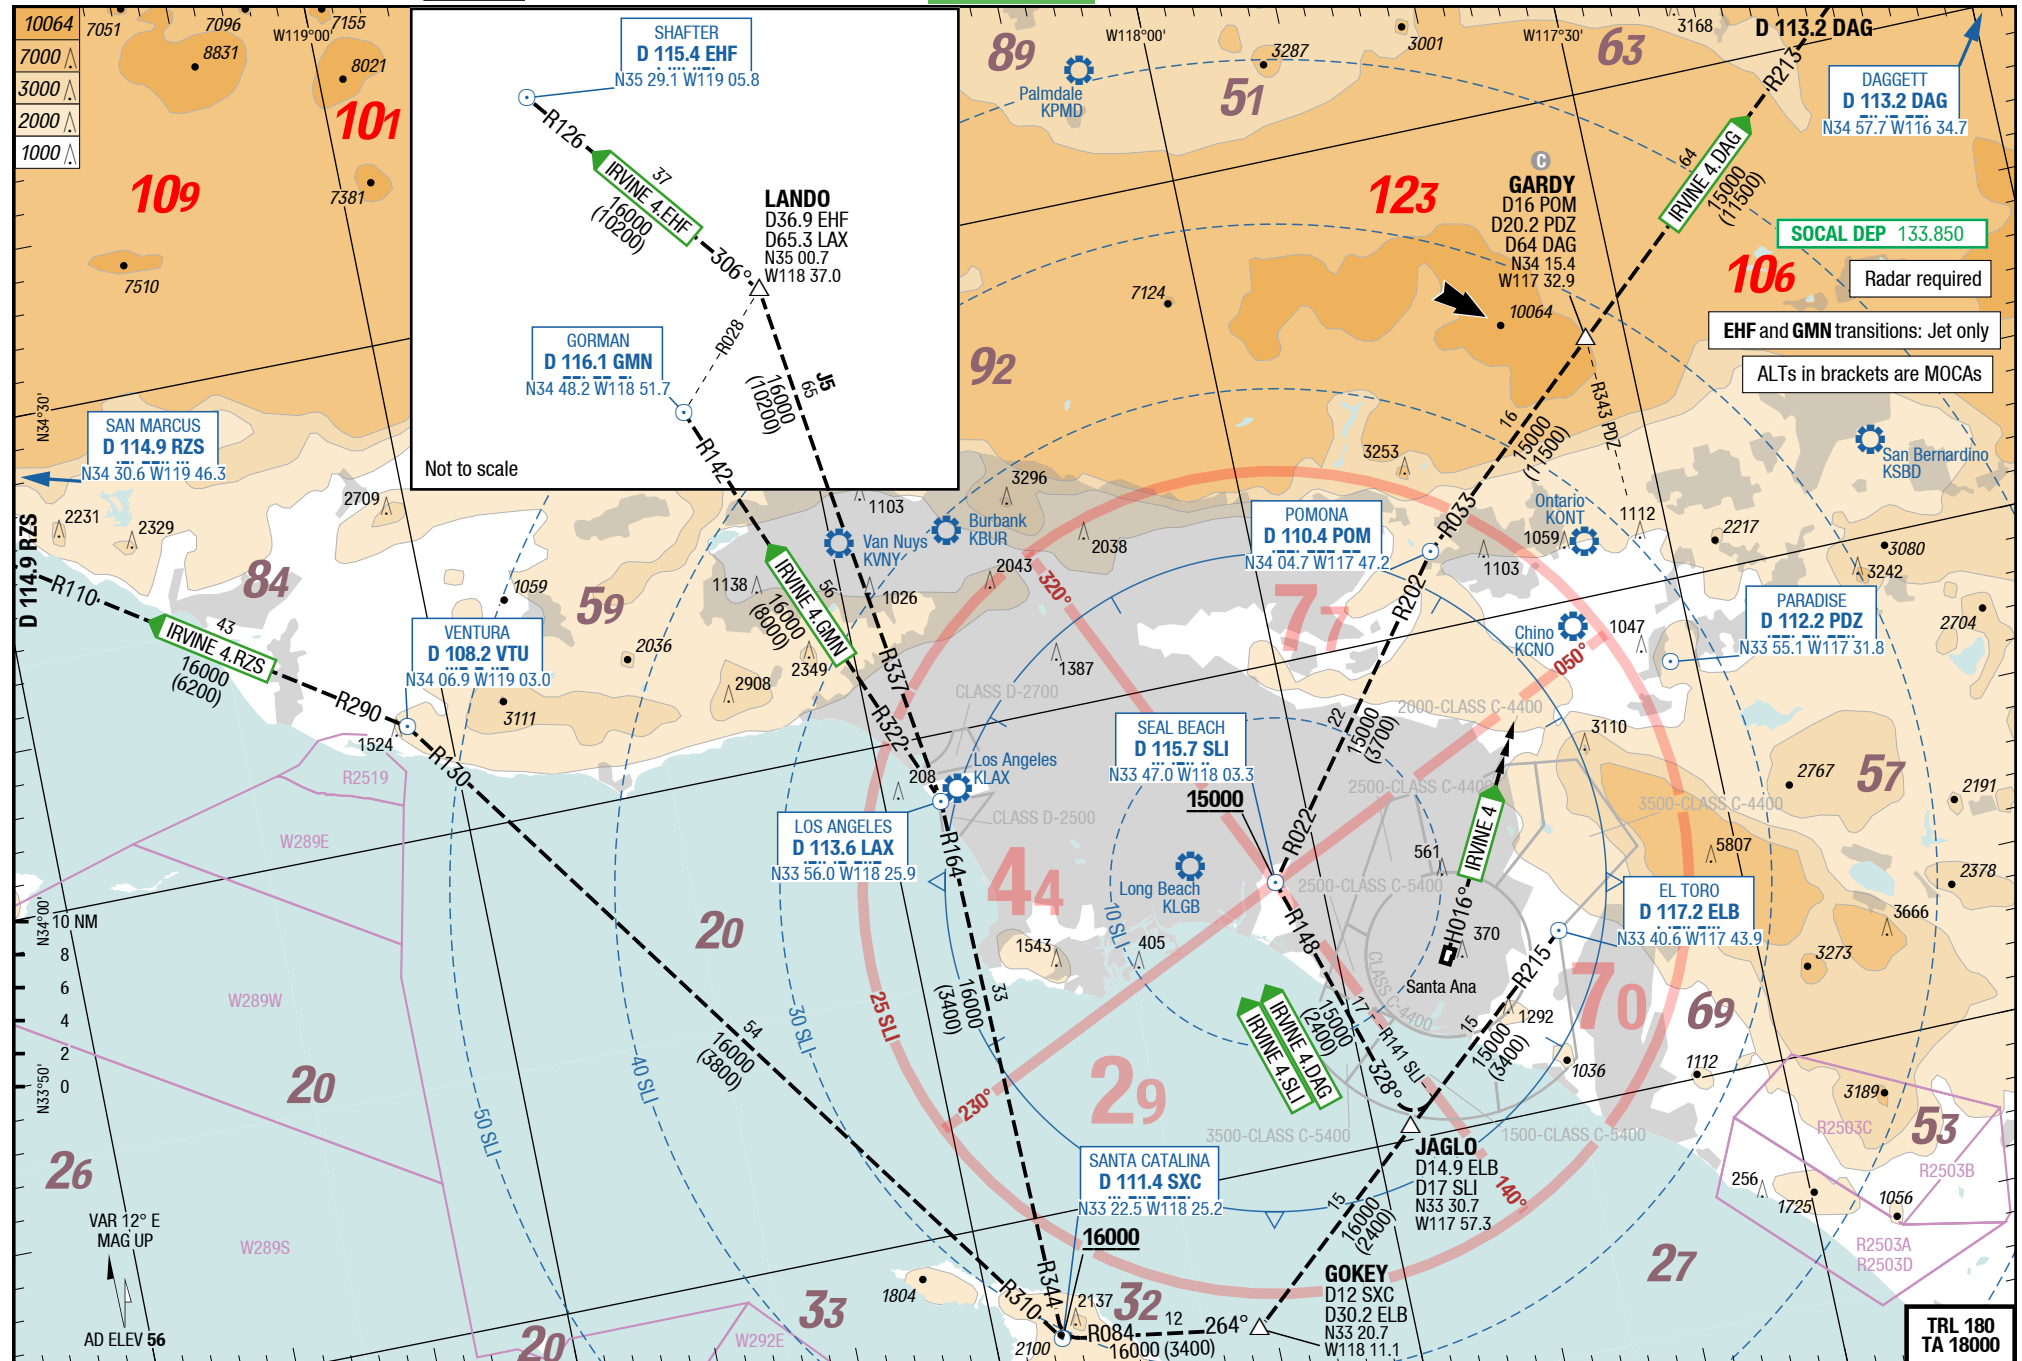 10064
7000
3000
2000
1000
7051
7096
8831
7155
8021
W119°00'
101
109
7381
7510
SHAFTER
D 115.4 EHF
N35 29.1 W119 05.8
R126
IRVINE 4.EHF
37
16000
(10200)
306°
LANDO
D36.9 EHF
D65.3 LAX
N35 00.7
W118 37.0
GORMAN
D 116.1 GMN
N34 48.2 W118 51.7
R028
J5
65
16000
(10200)
R142
Not to scale
89
Palmdale
KPMD
W118°00'
3287
51
3001
W117°30'
63
3168
D 113.2 DAG
R213
DAGGETT
D 113.2 DAG
N34 57.7 W116 34.7
64
IRVINE 4.DAG
15000
(11500)
C
GARDY
D16 POM
D20.2 PDZ
D64 DAG
N34 15.4
W117 32.9
123
7124
10064
SOCAL DEP 133.850
106
Radar required
EHF and GMN transitions: Jet only
ALTs in brackets are MOCAs
92
R343 PDZ
16
15000
(11500)
N34°30'
SAN MARCUS
D 114.9 RZS
N34 30.6 W119 46.3
2231
2329
2709
D 114.9 RZS
R110
84
43
IRVINE 4.RZS
16000
(6200)
R290
59
1059
2036
VENTURA
D 108.2 VTU
N34 06.9 W119 03.0
3111
1524
R130
1103
Van Nuys
KVNY
Burbank
KBUR
3296
2038
2043
1138
1026
56
IRVINE 4.GMN
16000
(8000)
2349
2908
R337
R322
1387
320°
3253
POMONA
D 110.4 POM
N34 04.7 W117 47.2
R033
R202
77
Ontario
KONT
1059
1112
1103
2217
San Bernardino
KSBD
3080
3242
2704
Chino
KCNO
1047
050°
PARADISE
D 112.2 PDZ
N33 55.1 W117 31.8
CLASS D-2700
Los Angeles
KLAX
208
CLASS D-2500
LOS ANGELES
D 113.6 LAX
N33 56.0 W118 25.9
R164
SEAL BEACH
D 115.7 SLI
N33 47.0 W118 03.3
15000
22
15000
(3700)
R022
2000-CLASS C-4400
2500-CLASS C-4400
2500-CLASS C-5400
3500-CLASS C-4400
3110
2767
57
2191
5807
2378
3666
3273
561
IRVINE 4
H016°
370
Santa Ana
CLASS C-4400
EL TORO
D 117.2 ELB
N33 40.6 W117 43.9
R215
70
69
1292
15
15000
(3400)
1036
1112
3189
53
R2503C
R2503B
256
1725
1056
R2503A
R2503D
27
44
Long Beach
KLGB
10 SLI
1543
405
R148
17
15000
(2400)
R141 SLI
328°
IRVINE 4.DAG
IRVINE 4.SLI
29
3500-CLASS C-5400
1500-CLASS C-5400
JAGLO
D14.9 ELB
D17 SLI
N33 30.7
W117 57.3
140°
R2519
W289E
W289W
W289S
W292E
N34°00'
10 NM
8
6
4
2
0
N33°50'
20
20
20
26
33
32
54
16000
(3800)
25 SLI
30 SLI
40 SLI
50 SLI
33
16000
(3400)
230°
SANTA CATALINA
D 111.4 SXC
N33 22.5 W118 25.2
16000
R344
R310
2137
1804
2100
R084
12
264°
16000 (3400)
15
16000
(2400)
GOKEY
D12 SXC
D30.2 ELB
N33 20.7
W118 11.1
VAR 12° E
MAG UP
AD ELEV 56
TRL 180
TA 18000